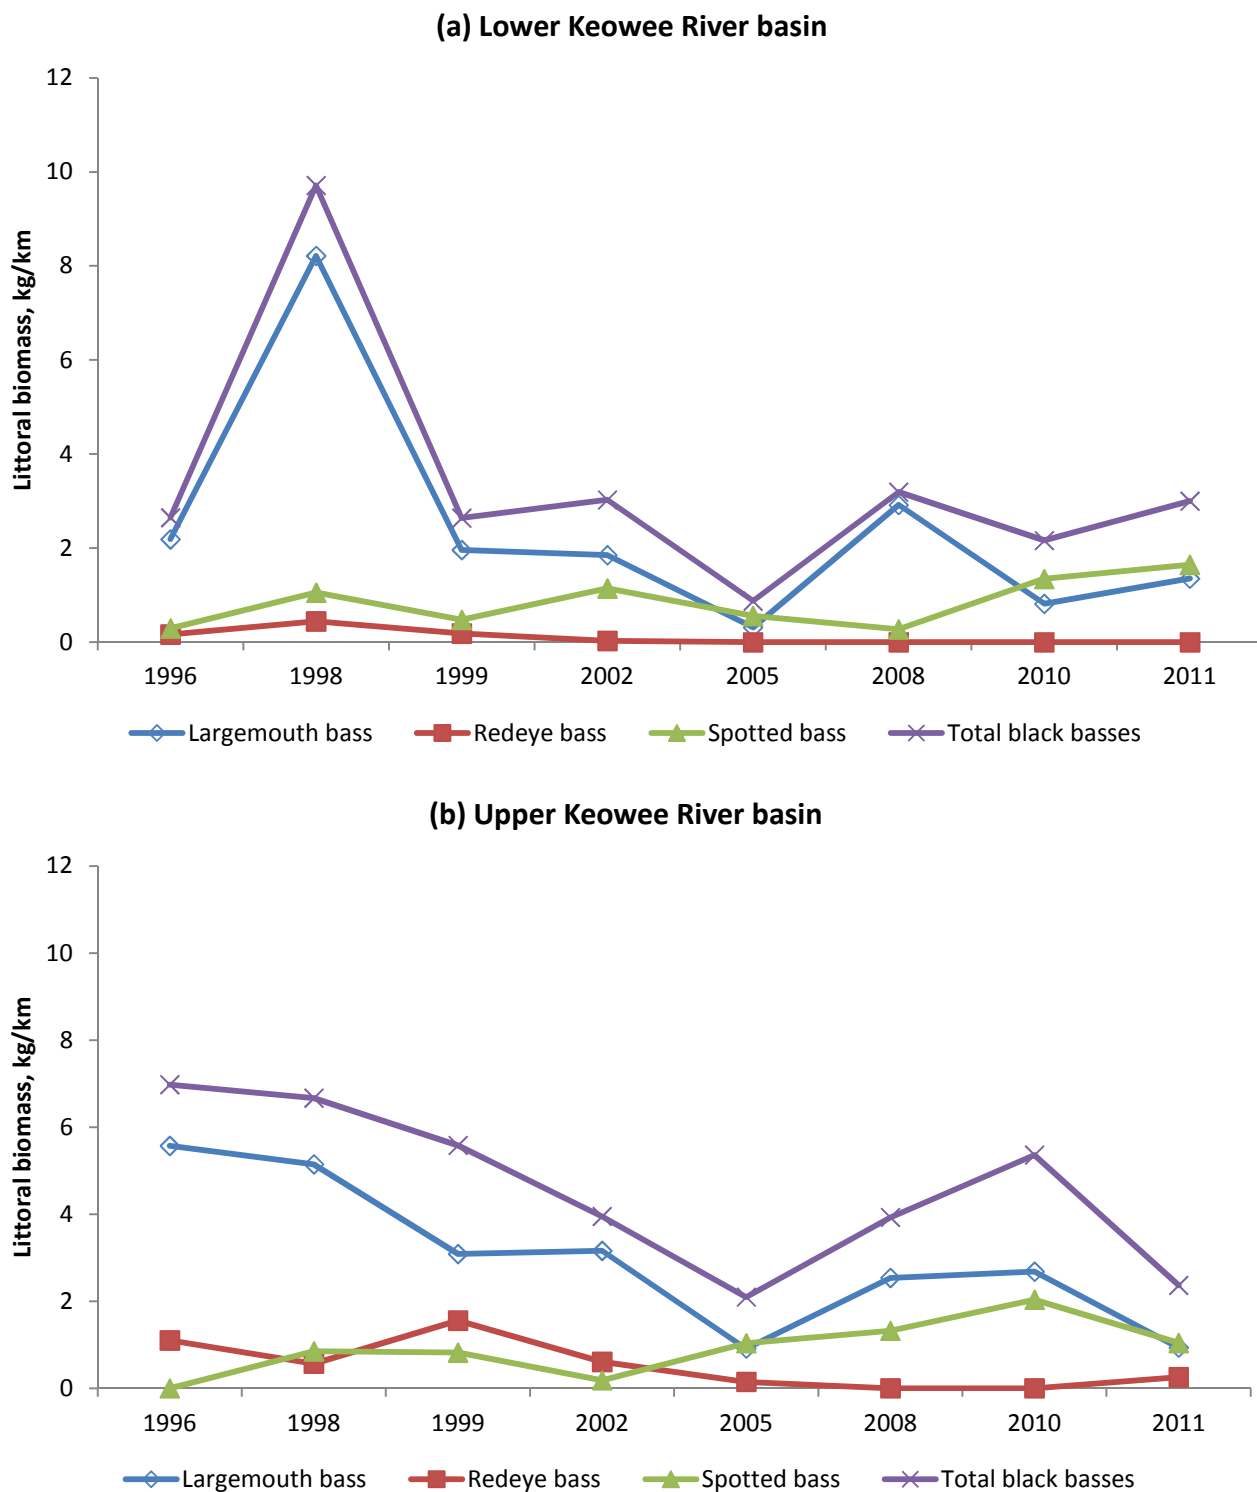 (a) Lower Keowee River basin
12
10
8
6
4
2
0
Littoral biomass, kg/km
1996 1998 1999 2002 2005 2008 2010 2011
Largemouth bass Redeye bass Spotted bass Total black basses
(b) Upper Keowee River basin
12
10
8
6
4
2
0
Littoral biomass, kg/km
1996 1998 1999 2002 2005 2008 2010 2011
Largemouth bass Redeye bass Spotted bass Total black basses